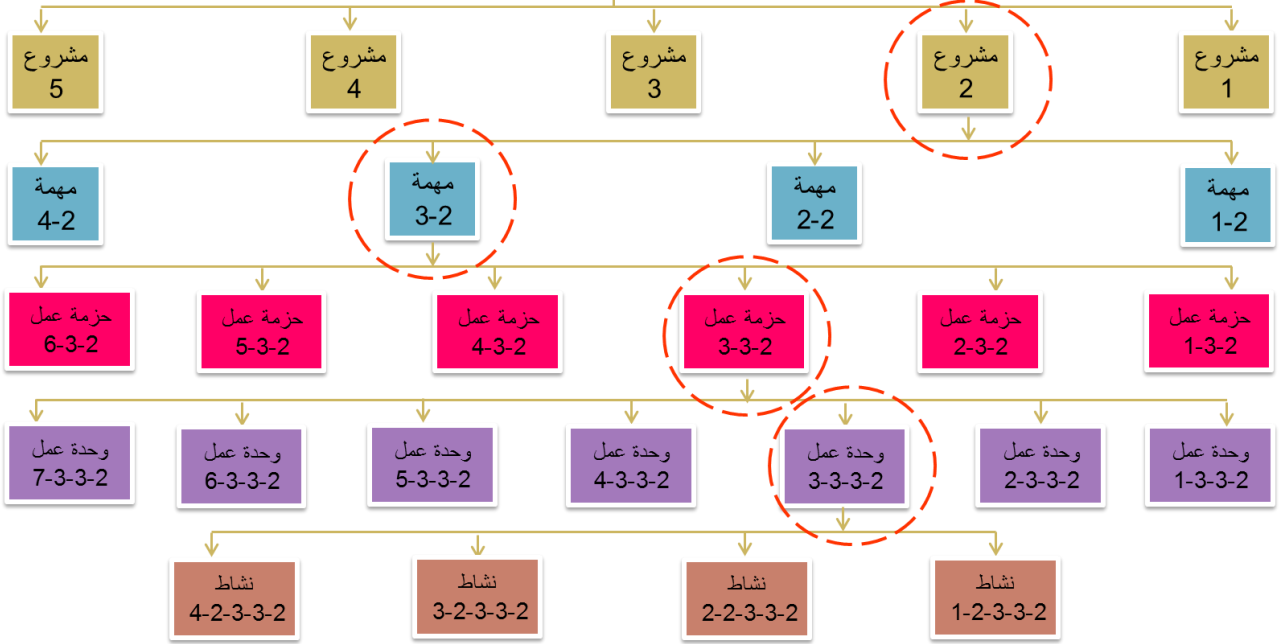 مشروع
1
مشروع
2
مشروع
3
مشروع
4
مشروع
5
مهمة
1-2
مهمة
2-2
مهمة
3-2
مهمة
4-2
حزمة عمل
1-3-2
حزمة عمل
2-3-2
حزمة عمل
3-3-2
حزمة عمل
4-3-2
حزمة عمل
5-3-2
حزمة عمل
6-3-2
وحدة عمل
1-3-3-2
وحدة عمل
2-3-3-2
وحدة عمل
3-3-3-2
وحدة عمل
4-3-3-2
وحدة عمل
5-3-3-2
وحدة عمل
6-3-3-2
وحدة عمل
7-3-3-2
نشاط
1-2-3-3-2
نشاط
2-2-3-3-2
نشاط
3-2-3-3-2
نشاط
4-2-3-3-2